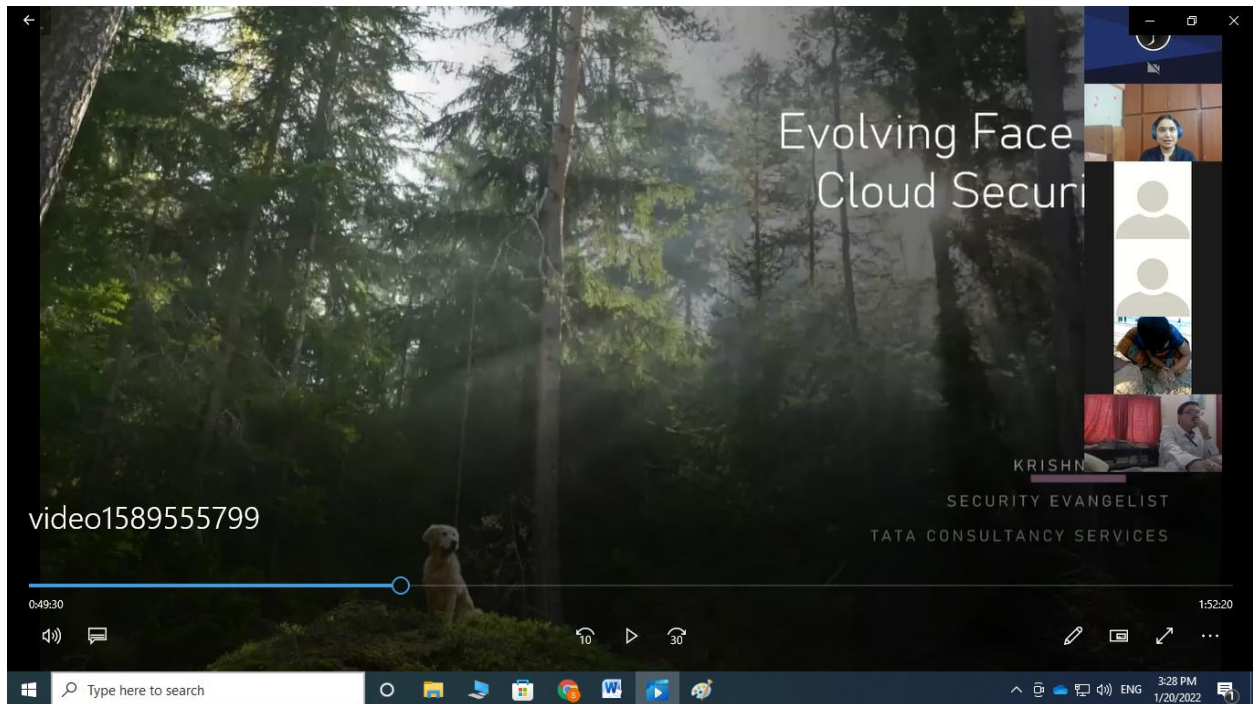 Evolving Face
Cloud Securi
KRISHN
SECURITY EVANGELIST
TATA CONSULTANCY SERVICES
video1589555799
0:49:30
1:52:20
10
30
Type here to search
ENG
3:28 PM
1/20/2022
1